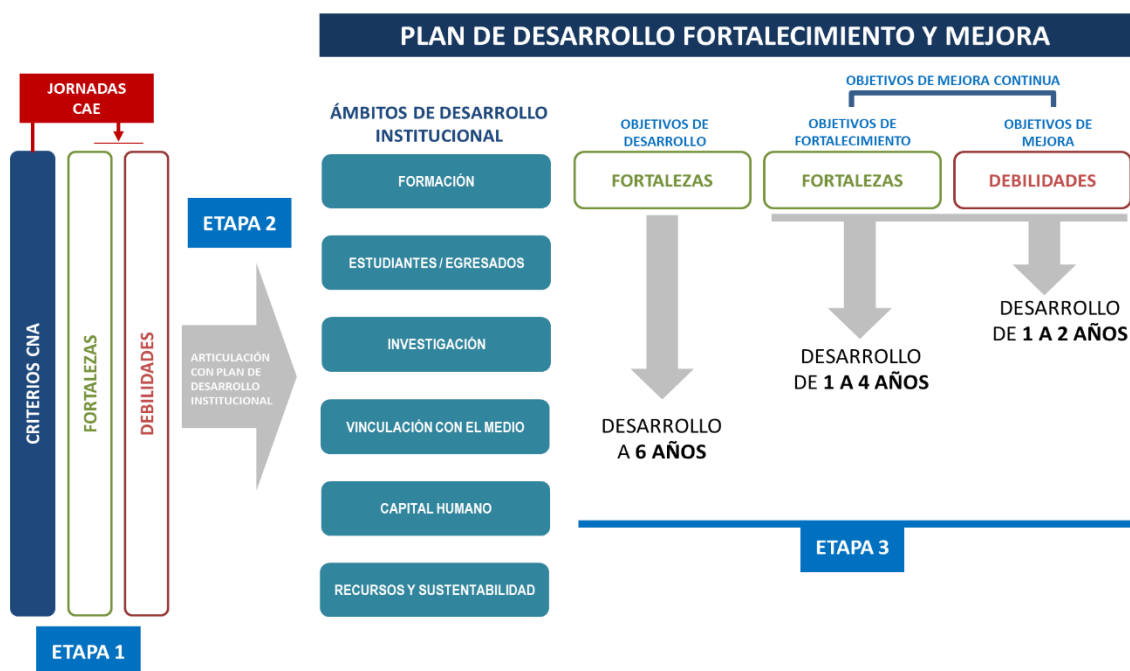 PLAN DE DESARROLLO FORTALECIMIENTO Y MEJORA
JORNADAS
CAE
CRITERIOS CNA
FORTALEZAS
DEBILIDADES
ETAPA 1
ETAPA 2
ARTICULACIÓN
CON PLAN DE
DESARROLLO
INSTITUCIONAL
ÁMBITOS DE DESARROLLO
INSTITUCIONAL
FORMACIÓN
ESTUDIANTES / EGRESADOS
INVESTIGACIÓN
VINCULACIÓN CON EL MEDIO
CAPITAL HUMANO
RECURSOS Y SUSTENTABILIDAD
OBJETIVOS DE MEJORA CONTINUA
OBJETIVOS DE
DESARROLLO
FORTALEZAS
DESARROLLO
A 6 AÑOS
OBJETIVOS DE
FORTALECIMIENTO
FORTALEZAS
DESARROLLO
DE 1 A 4 AÑOS
OBJETIVOS DE
MEJORA
DEBILIDADES
DESARROLLO
DE 1 A 2 AÑOS
ETAPA 3